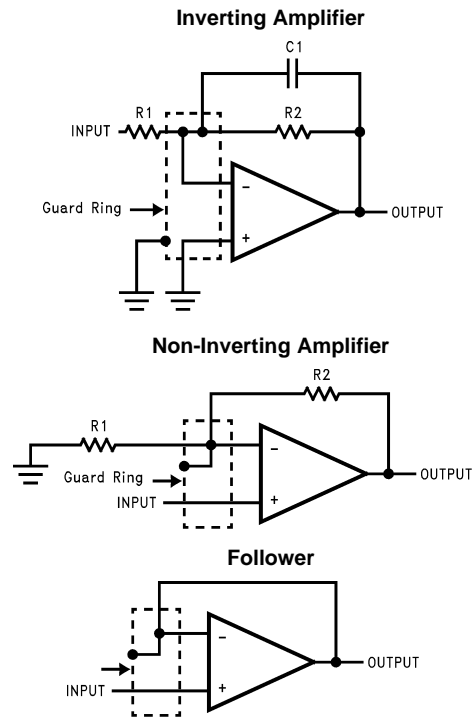 Inverting Amplifier
C1
R1
R2
INPUT
−
Guard Ring
OUTPUT
+
Non-Inverting Amplifier
R2
R1
−
Guard Ring
OUTPUT
INPUT
+
Follower
−
OUTPUT
INPUT
+